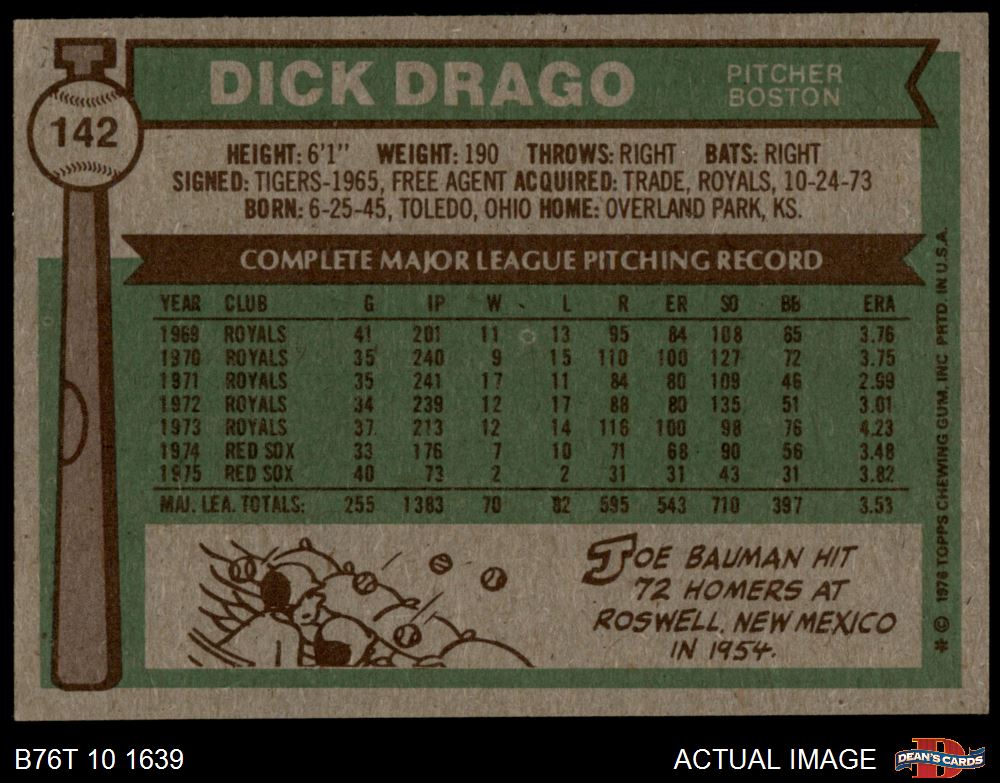 DICK DRAGO
PITCHER
BOSTON
142
HEIGHT: 6'1" WEIGHT: 190 THROWS: RIGHT BATS: RIGHT
SIGNED: TIGERS-1965, FREE AGENT ACQUIRED: TRADE, ROYALS, 10-24-73
BORN: 6-25-45, TOLEDO, OHIO HOME: OVERLAND PARK, KS.
COMPLETE MAJOR LEAGUE PITCHING RECORD
YEAR CLUB G IP W L R ER SO BB ERA
1969 ROYALS 41 201 11 13 95 84 108 65 3.76
1970 ROYALS 35 240 9 15 110 100 127 72 3.75
1971 ROYALS 35 241 17 11 84 80 109 46 2.99
1972 ROYALS 34 239 12 17 88 80 135 51 3.01
1973 ROYALS 37 213 12 14 116 100 98 76 4.23
1974 RED SOX 33 176 7 10 71 68 90 56 3.48
1975 RED SOX 40 73 2 2 31 31 43 31 3.82
MAJ. LEA. TOTALS: 255 1383 70 82 595 543 710 397 3.53
JOE BAUMAN HIT
72 HOMERS AT
ROSWELL, NEW MEXICO
IN 1954.
* © 1976 TOPPS CHEWING GUM, INC. PRTD. IN U.S.A.
B76T 10 1639
ACTUAL IMAGE
DEAN'S CARDS